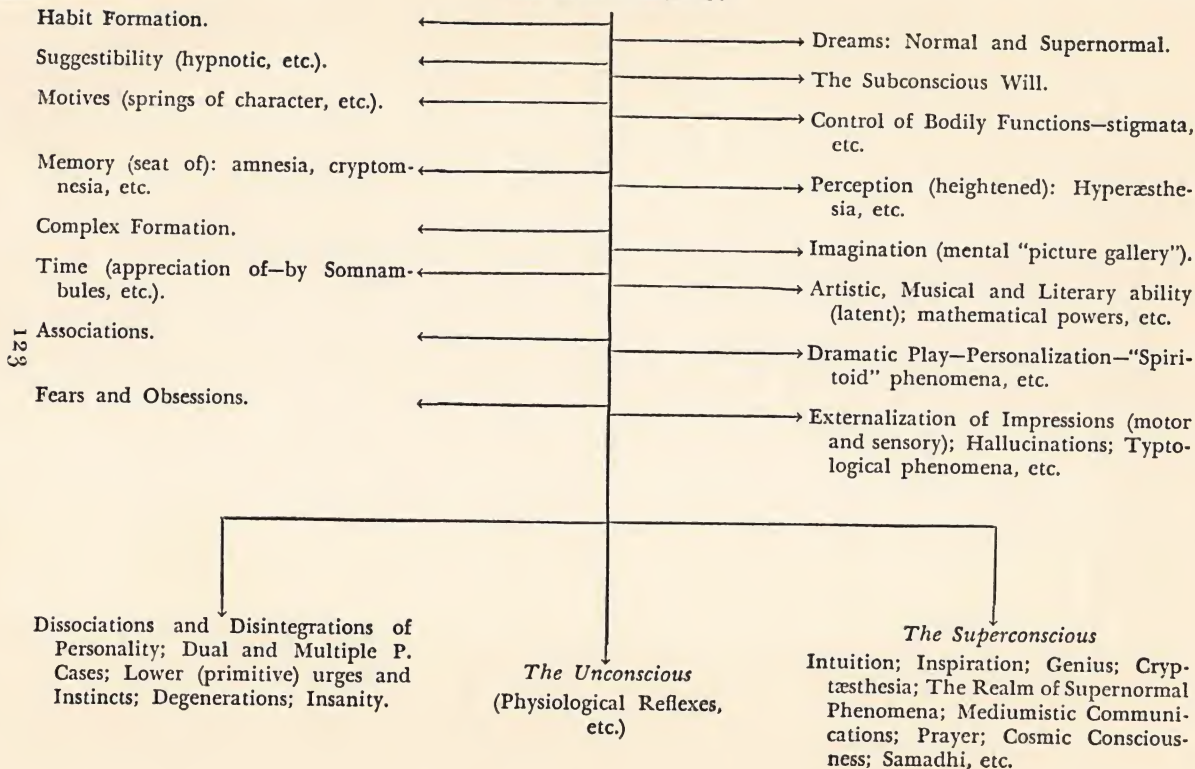 Habit Formation.
Suggestibility (hypnotic, etc.).
Motives (springs of character, etc.).
Memory (seat of): amnesia, cryptom-
nesia, etc.
Complex Formation.
Time (appreciation of—by Somnam-
bules, etc.).
Associations.
Fears and Obsessions.
123
Dreams: Normal and Supernormal.
The Subconscious Will.
Control of Bodily Functions—stigmata,
etc.
Perception (heightened): Hyperæsthe-
sia, etc.
Imagination (mental "picture gallery").
Artistic, Musical and Literary ability
(latent); mathematical powers, etc.
Dramatic Play—Personalization—"Spiri-
toid" phenomena, etc.
Externalization of Impressions (motor
and sensory); Hallucinations; Typto-
logical phenomena, etc.
Dissociations and Disintegrations of
Personality; Dual and Multiple P.
Cases; Lower (primitive) urges and
Instincts; Degenerations; Insanity.
The Unconscious
(Physiological Reflexes,
etc.)
The Superconscious
Intuition; Inspiration; Genius; Cryp-
tæsthesia; The Realm of Supernormal
Phenomena; Mediumistic Communi-
cations; Prayer; Cosmic Conscious-
ness; Samadhi, etc.